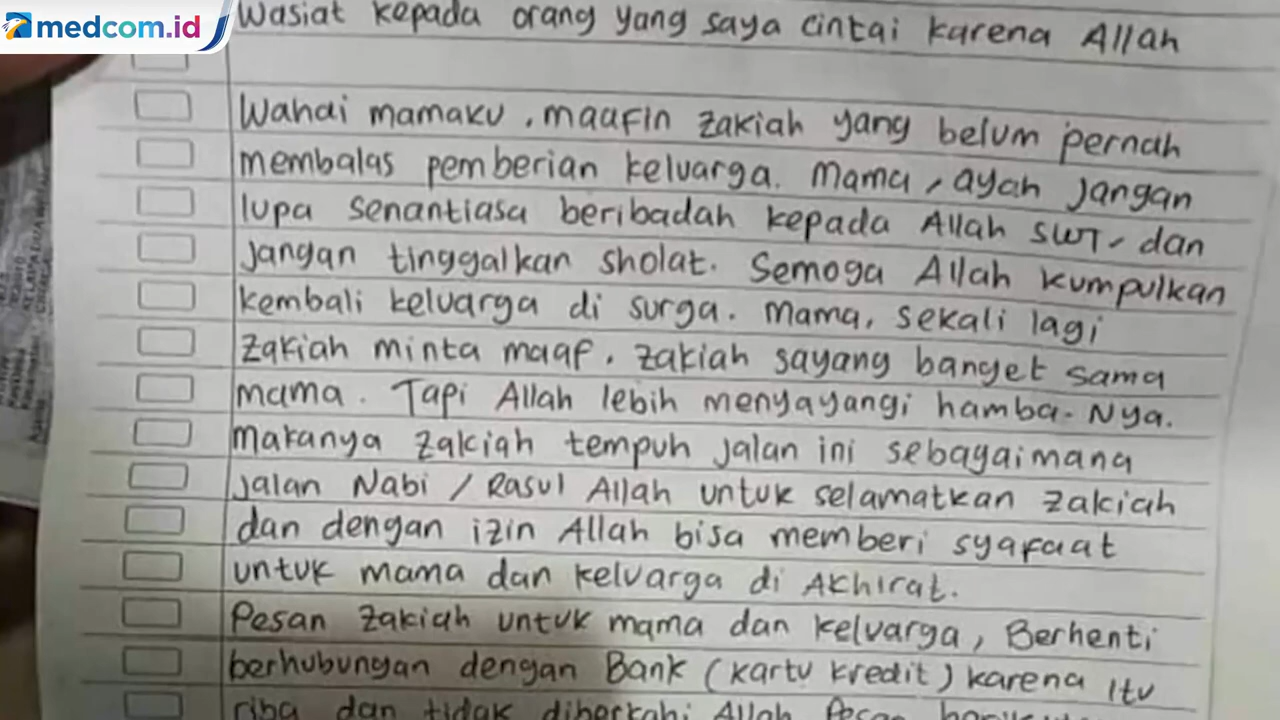 medcom.id
Wasiat kepada orang yang saya cintai karena Allah
Wahai mamaku, maafin zakiah yang belum pernah
membalas pemberian keluarga. Mama, ayah jangan
lupa senantiasa beribadah kepada Allah SWT, dan
jangan tinggalkan sholat. Semoga Allah kumpulkan
kembali keluarga di surga. Mama, sekali lagi
Zakiah minta maaf. Zakiah sayang banget sama
mama. Tapi Allah lebih menyayangi hamba-Nya.
makanya zakiah tempuh jalan ini sebagaimana
jalan Nabi / Rasul Allah untuk selamatkan zakiah
dan dengan izin Allah bisa memberi syafaat
untuk mama dan keluarga di Akhirat.
Pesan zakiah untuk mama dan keluarga, Berhenti
berhubungan dengan Bank (kartu kredit) karena itu
riba dan tidak diberkahi Allah Pesan